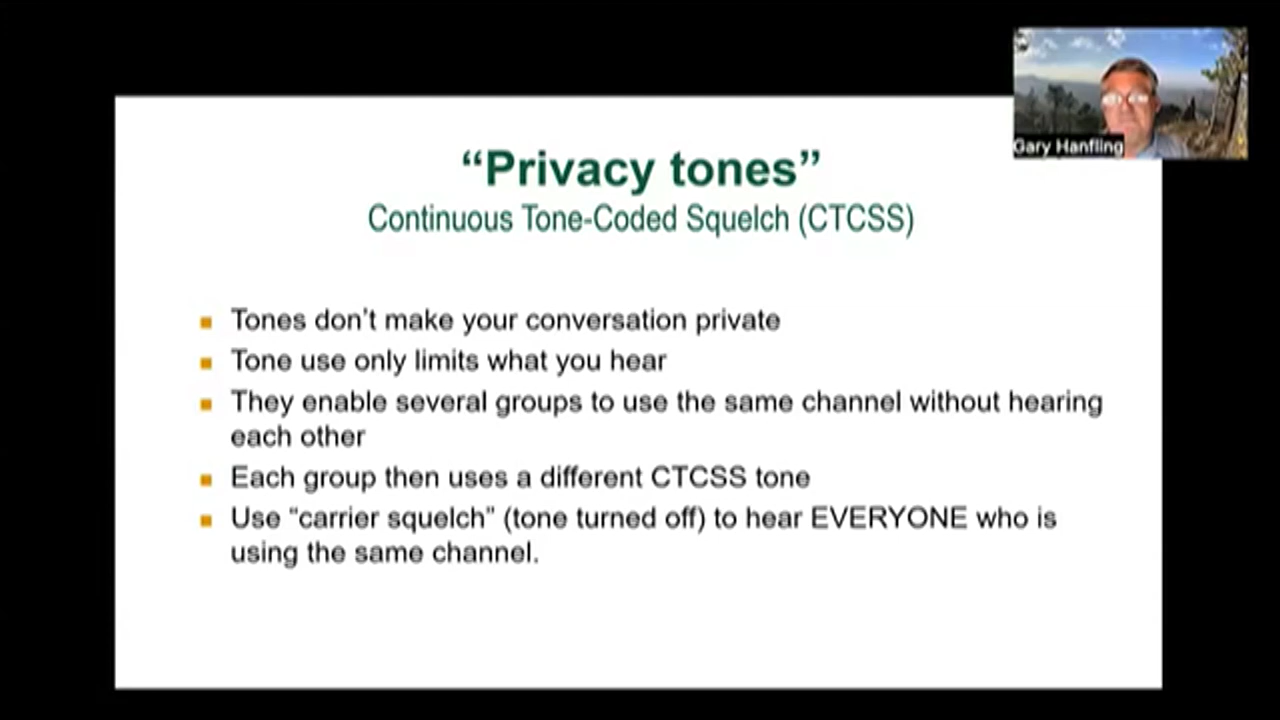 Gary Hanfling
“Privacy tones”
Continuous Tone-Coded Squelch (CTCSS)
Tones don’t make your conversation private
Tone use only limits what you hear
They enable several groups to use the same channel without hearing
each other
Each group then uses a different CTCSS tone
Use “carrier squelch” (tone turned off) to hear EVERYONE who is
using the same channel.